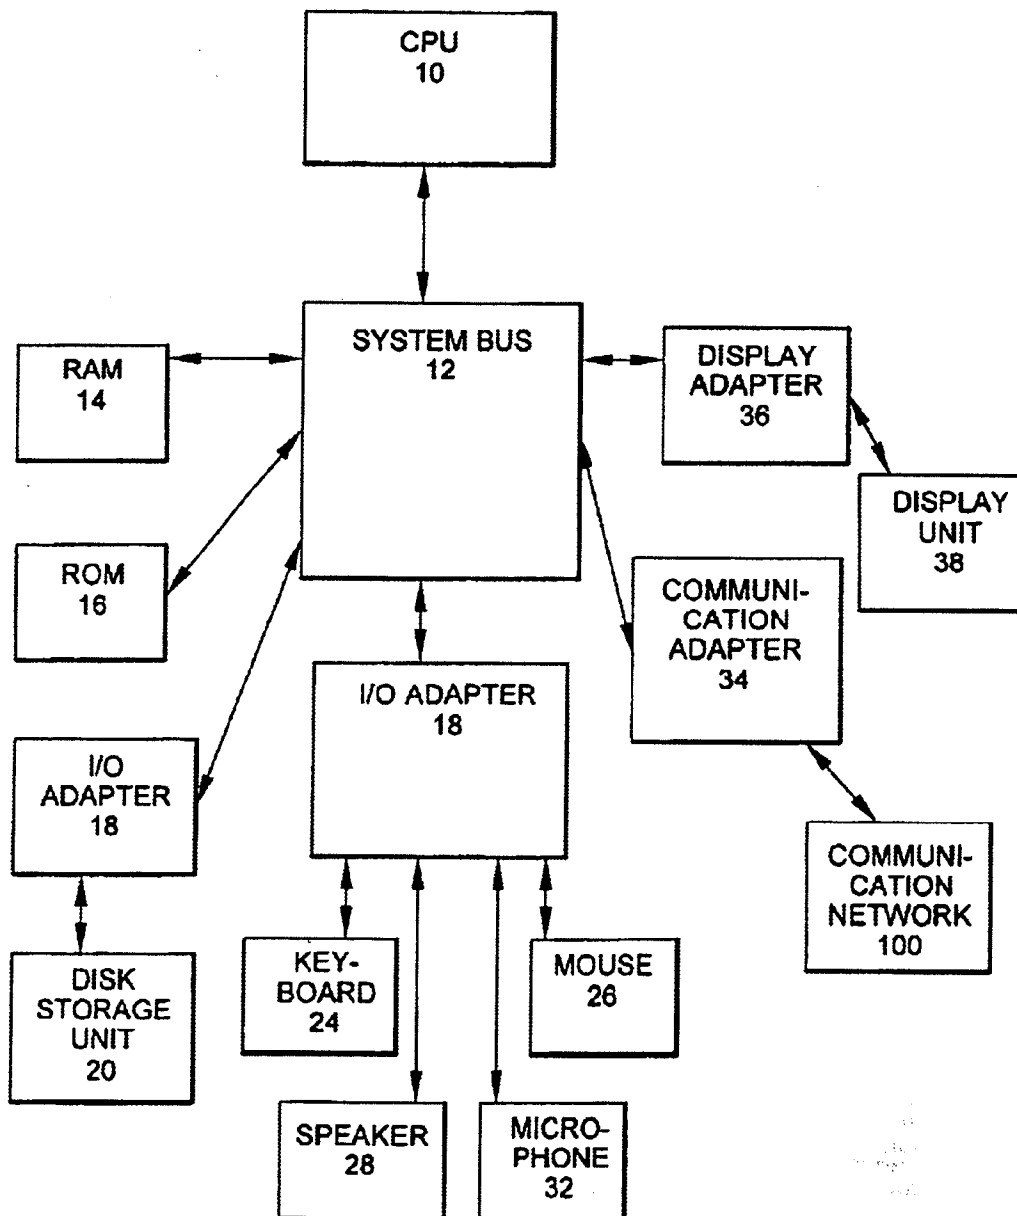 CPU
10
SYSTEM BUS
12
RAM
14
DISPLAY
ADAPTER
36
DISPLAY
UNIT
38
ROM
16
COMMUNI-
CATION
ADAPTER
34
I/O ADAPTER
18
I/O
ADAPTER
18
COMMUNI-
CATION
NETWORK
100
DISK
STORAGE
UNIT
20
KEY-
BOARD
24
MOUSE
26
SPEAKER
28
MICRO-
PHONE
32